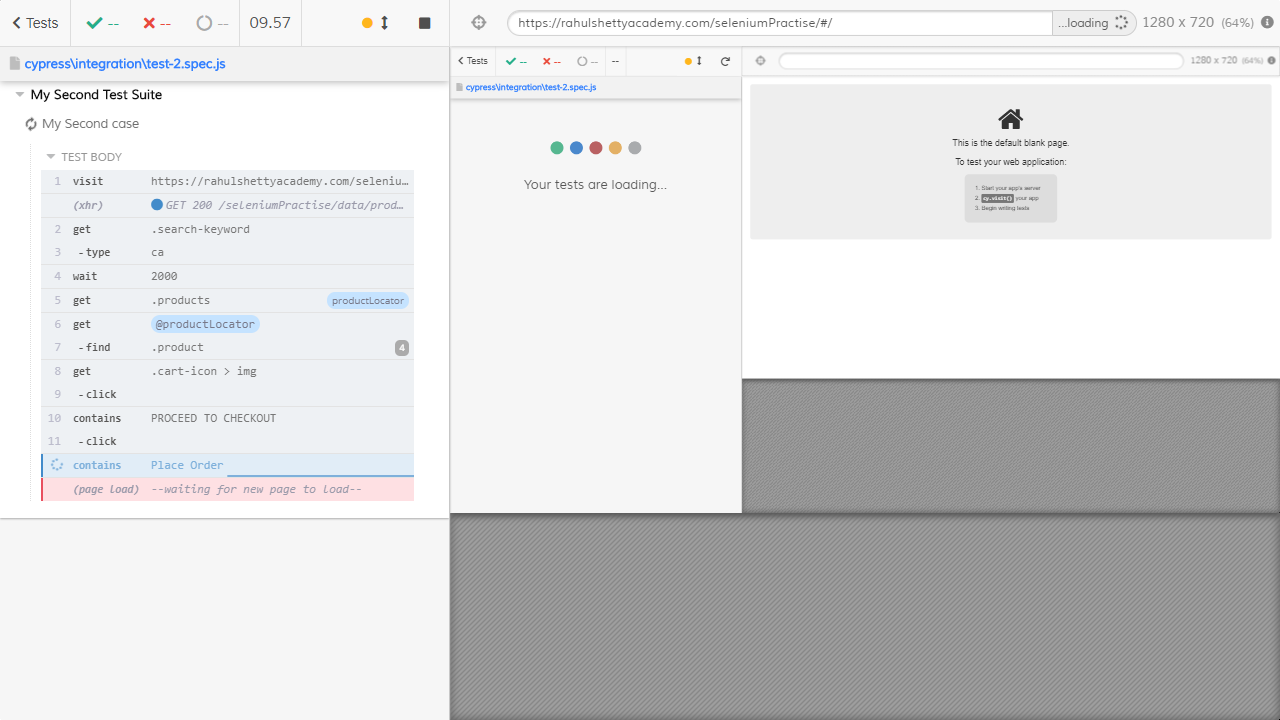 Tests -- -- -- 09.57
cypress\integration\test-2.spec.js
My Second Test Suite
My Second case
TEST BODY
1 visit https://rahulshettyacademy.com/seleniu…
(xhr) GET 200 /seleniumPractise/data/prod…
2 get .search-keyword
3 -type ca
4 wait 2000
5 get .products productLocator
6 get @productLocator
7 -find .product 4
8 get .cart-icon > img
9 -click
10 contains PROCEED TO CHECKOUT
11 -click
contains Place Order
(page load) --waiting for new page to load--
https://rahulshettyacademy.com/seleniumPractise/#/ ...loading 1280 x 720 (64%)
Tests -- -- -- --
cypress\integration\test-2.spec.js
Your tests are loading...
1280 x 720 (64%)
This is the default blank page.
To test your web application:
1. Start your app's server
2. cy.visit() your app
3. Begin writing tests